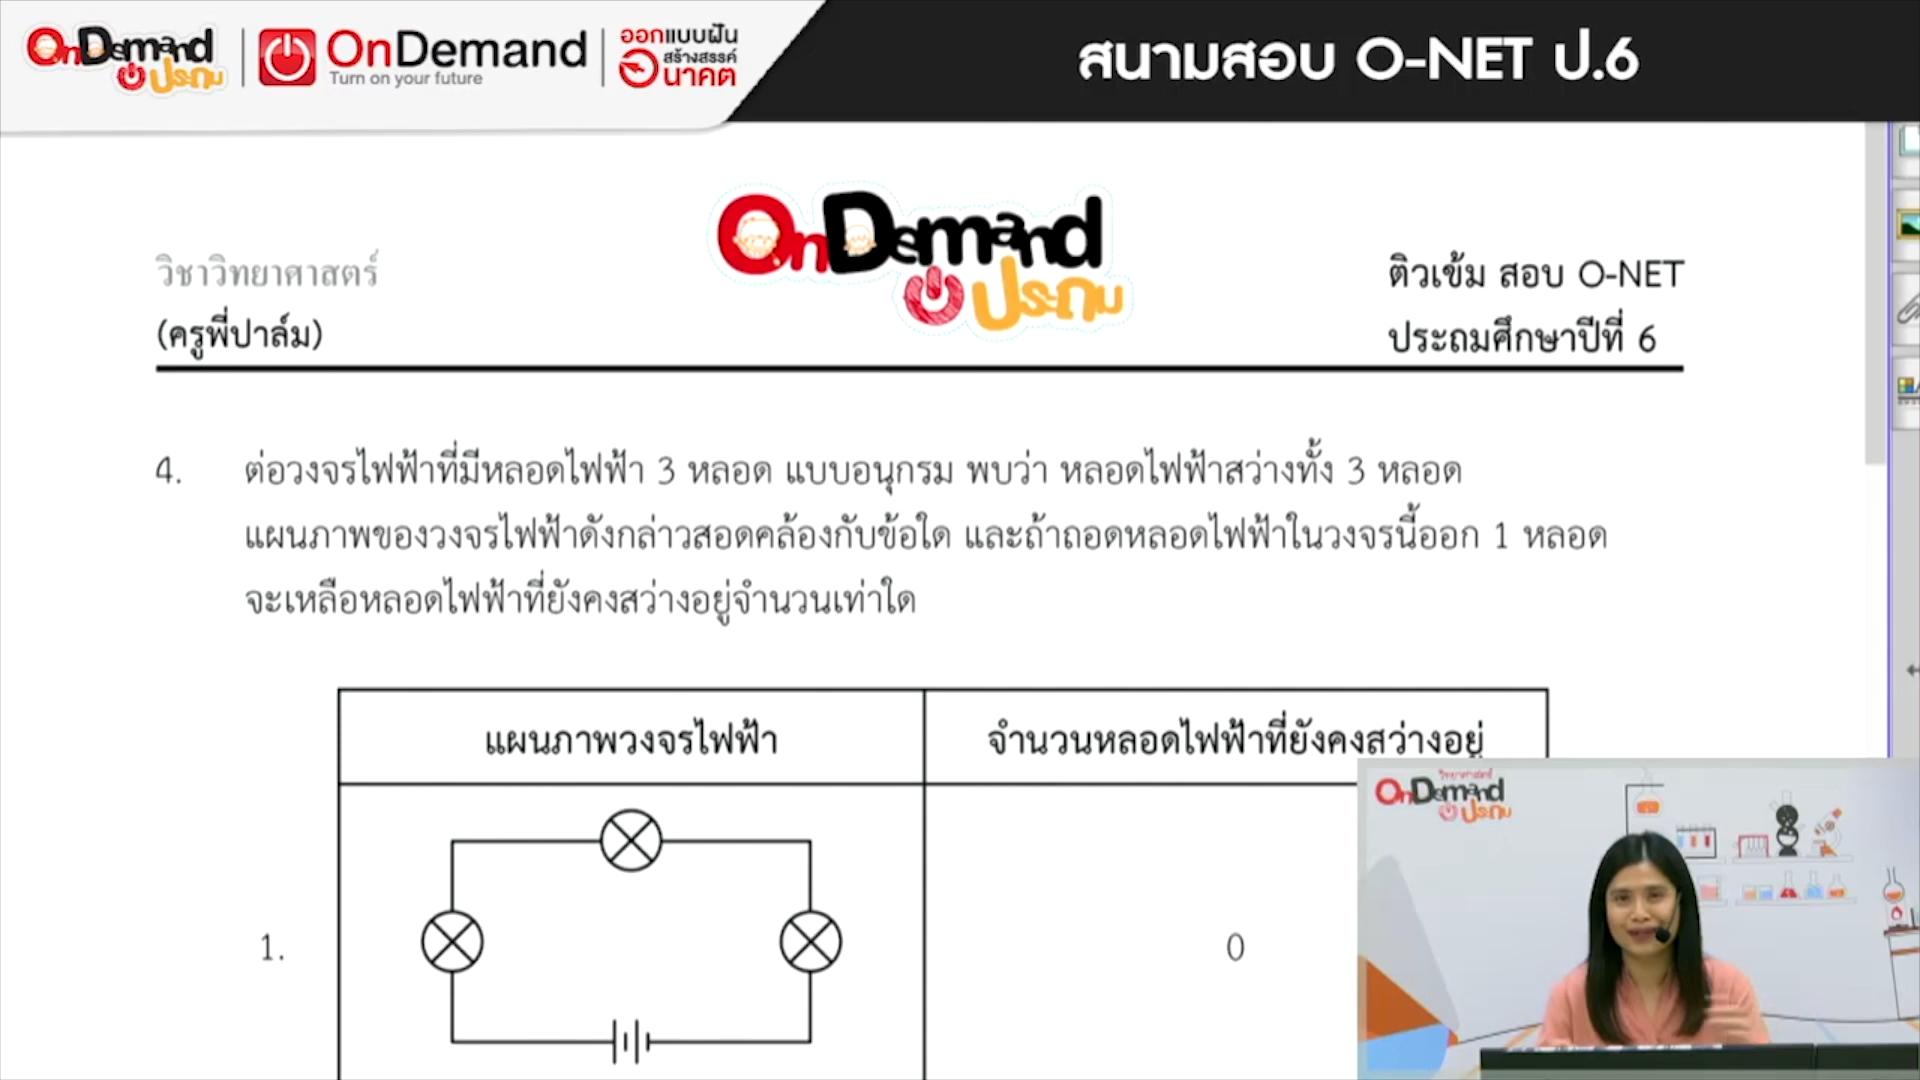 OnDemand ประถม
OnDemand
Turn on your future
ออกแบบฝัน
สร้างสรรค์
อนาคต
สนามสอบ O-NET ป.6
OnDemand ประถม
วิชาวิทยาศาสตร์
(ครูพี่ปาล์ม)
ติวเข้ม สอบ O-NET
ประถมศึกษาปีที่ 6
4. ต่อวงจรไฟฟ้าที่มีหลอดไฟฟ้า 3 หลอด แบบอนุกรม พบว่า หลอดไฟฟ้าสว่างทั้ง 3 หลอด
แผนภาพของวงจรไฟฟ้าดังกล่าวสอดคล้องกับข้อใด และถ้าถอดหลอดไฟฟ้าในวงจรนี้ออก 1 หลอด
จะเหลือหลอดไฟฟ้าที่ยังคงสว่างอยู่จำนวนเท่าใด
แผนภาพวงจรไฟฟ้า
จำนวนหลอดไฟฟ้าที่ยังคงสว่างอยู่
1.
0
วิทยาศาสตร์
OnDemand
ประถม